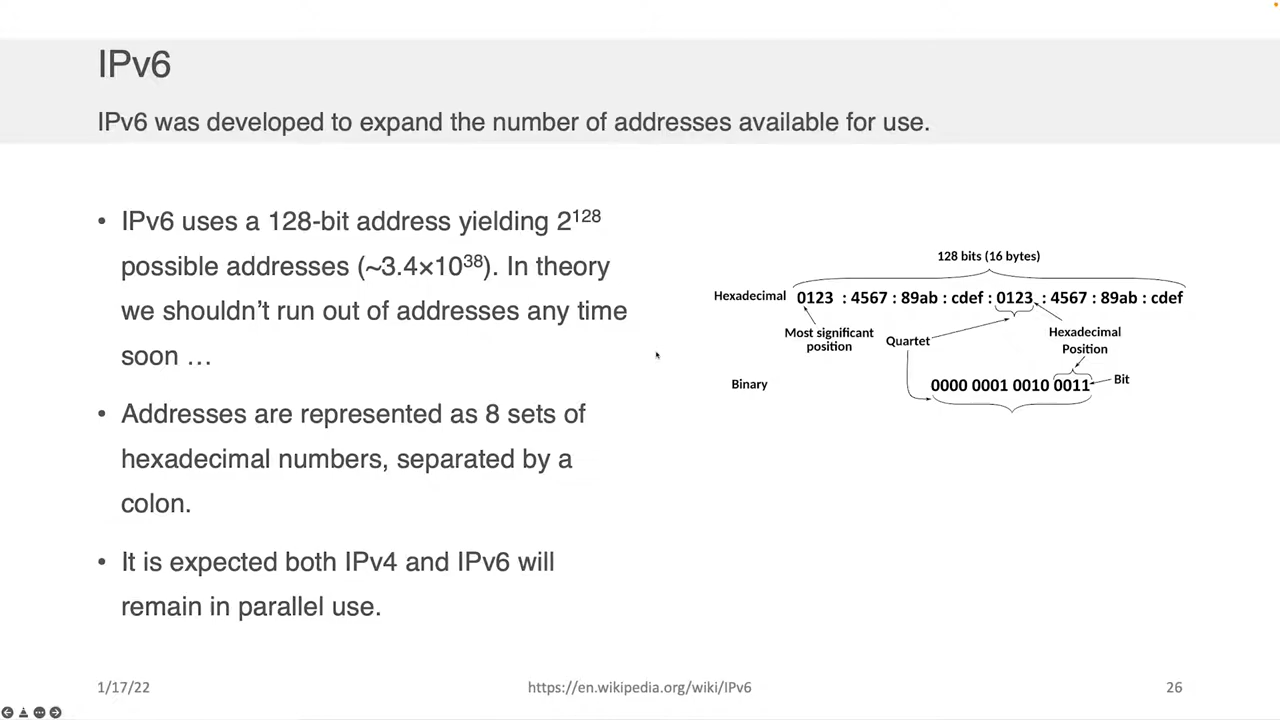 IPv6
IPv6 was developed to expand the number of addresses available for use.
• IPv6 uses a 128-bit address yielding 2¹²⁸
possible addresses (~3.4×10³⁸). In theory
we shouldn’t run out of addresses any time
soon …
• Addresses are represented as 8 sets of
hexadecimal numbers, separated by a
colon.
• It is expected both IPv4 and IPv6 will
remain in parallel use.
128 bits (16 bytes)
Hexadecimal 0123 : 4567 : 89ab : cdef : 0123 : 4567 : 89ab : cdef
Most significant
position
Quartet
Hexadecimal
Position
Binary
0000 0001 0010 0011
Bit
1/17/22
https://en.wikipedia.org/wiki/IPv6
26